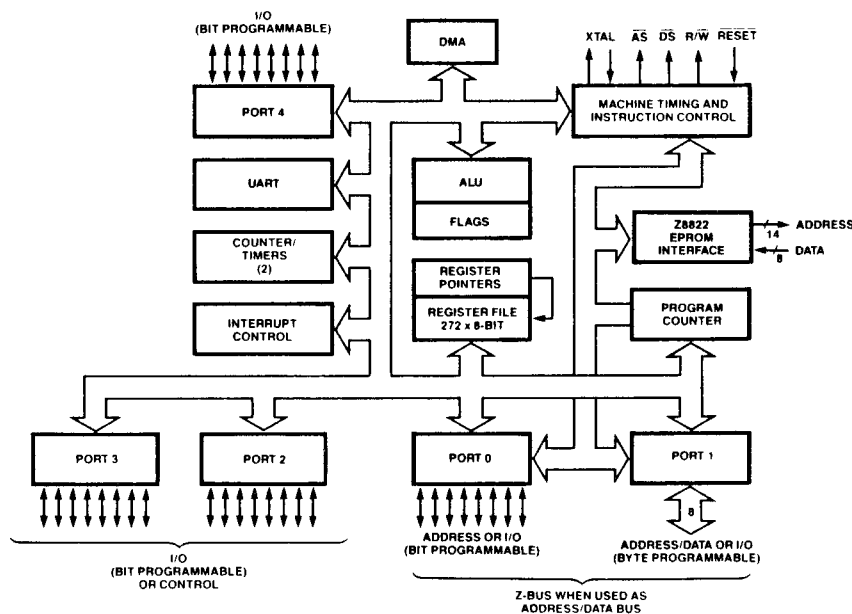 I/O
(BIT PROGRAMMABLE)
DMA
XTAL AS DS R/W RESET
PORT 4
MACHINE TIMING AND
INSTRUCTION CONTROL
UART
ALU
FLAGS
Z8822
EPROM
INTERFACE
14
ADDRESS
8
DATA
COUNTER/
TIMERS
(2)
REGISTER
POINTERS
REGISTER FILE
272 x 8-BIT
INTERRUPT
CONTROL
PROGRAM
COUNTER
PORT 3
PORT 2
PORT 0
PORT 1
8
I/O
(BIT PROGRAMMABLE)
OR CONTROL
ADDRESS OR I/O
(BIT PROGRAMMABLE)
ADDRESS/DATA OR I/O
(BYTE PROGRAMMABLE)
Z-BUS WHEN USED AS
ADDRESS/DATA BUS